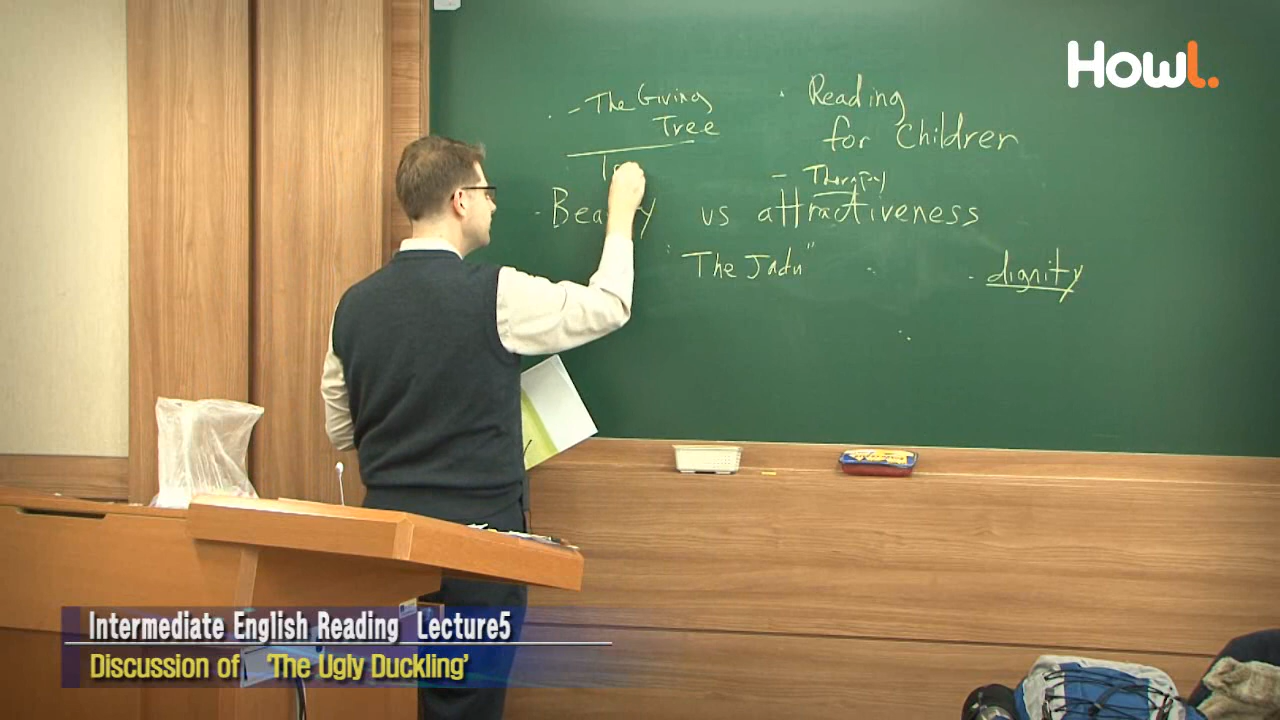 HowL.
- The Giving
Tree
Reading
for Children
- Therapy
- Beauty vs attractiveness
"The Jadu"
- dignity
Intermediate English Reading Lecture5
Discussion of 'The Ugly Duckling'